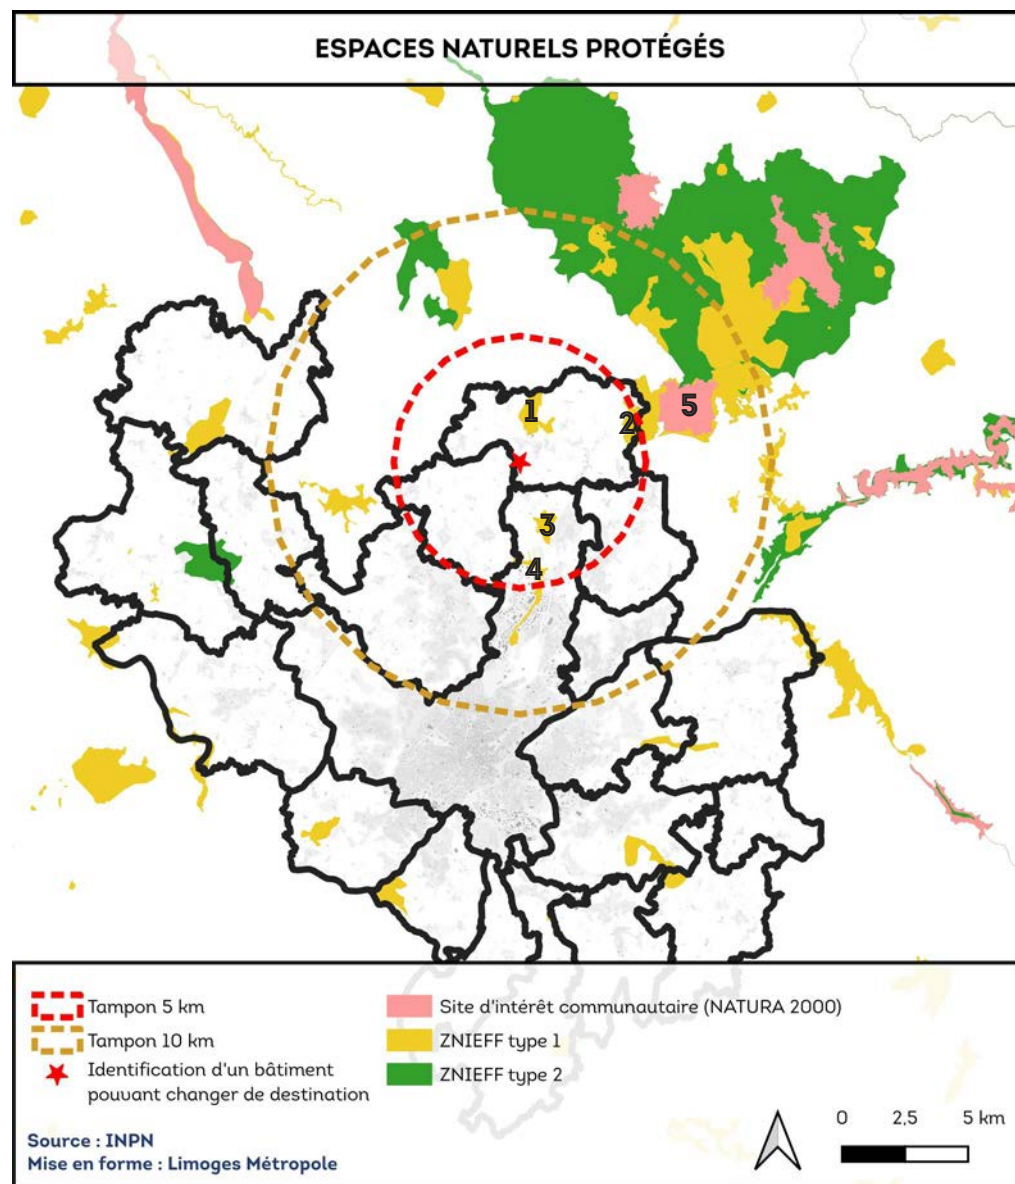 ESPACES NATURELS PROTÉGÉS
1
2
5
3
4
Tampon 5 km
Tampon 10 km
Identification d'un bâtiment
pouvant changer de destination
Site d'intérêt communautaire (NATURA 2000)
ZNIEFF type 1
ZNIEFF type 2
Source : INPN
Mise en forme : Limoges Métropole
0 2,5 5 km